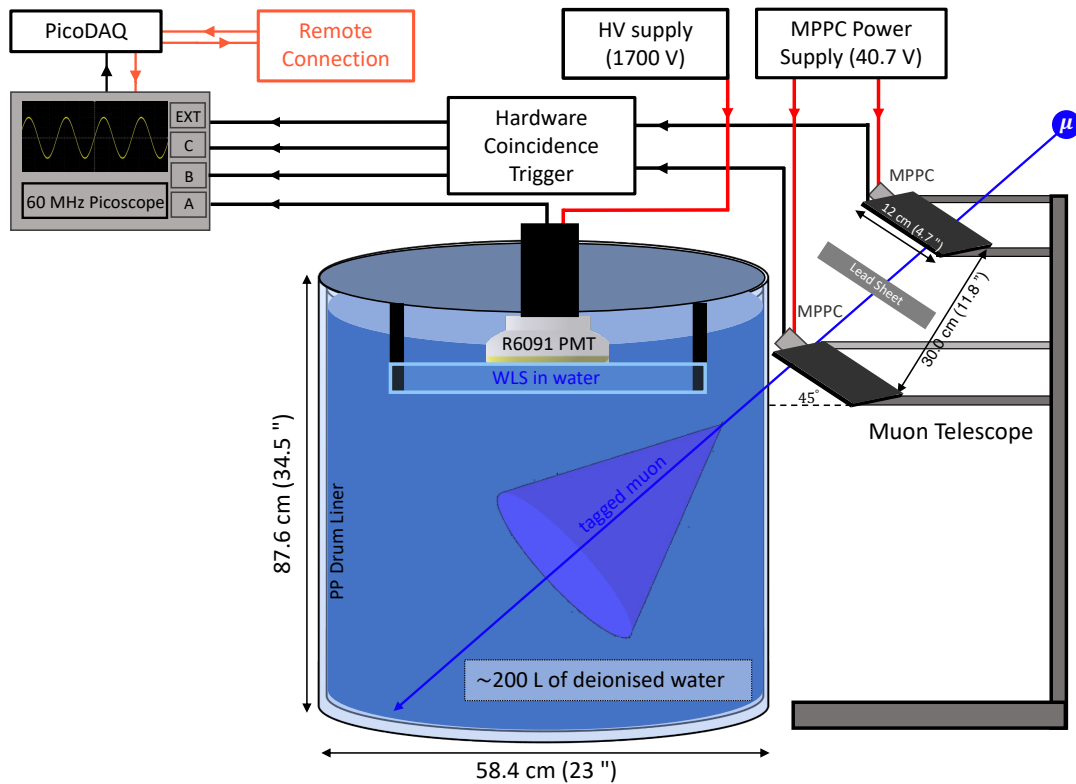 PicoDAQ
Remote
Connection
HV supply
(1700 V)
MPPC Power
Supply (40.7 V)
EXT
C
B
A
60 MHz Picoscope
Hardware
Coincidence
Trigger
μ
MPPC
12 cm (4.7 ")
Lead Sheet
30.0 cm (11.8 ")
MPPC
45°
Muon Telescope
R6091 PMT
WLS in water
tagged muon
PP Drum Liner
87.6 cm (34.5 ")
~200 L of deionised water
58.4 cm (23 ")